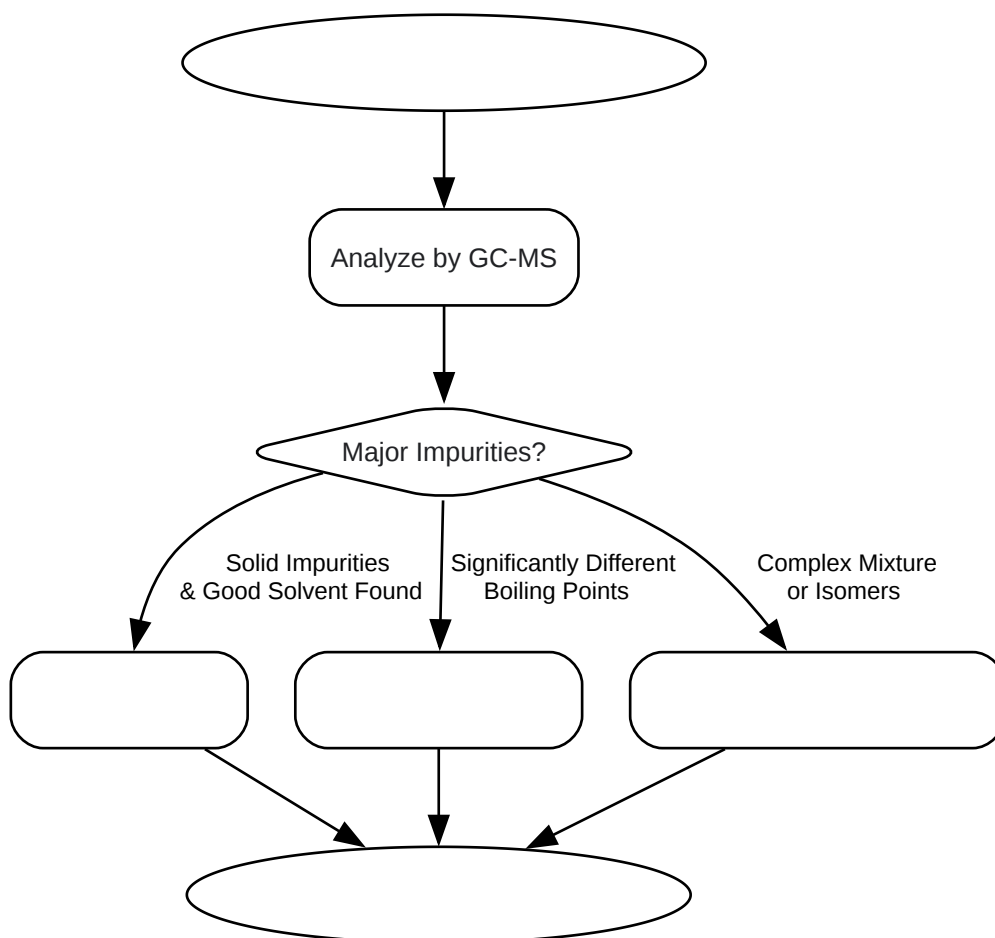 Analyze by GC-MS
Major Impurities?
Solid Impurities
& Good Solvent Found
Significantly Different
Boiling Points
Complex Mixture
or Isomers